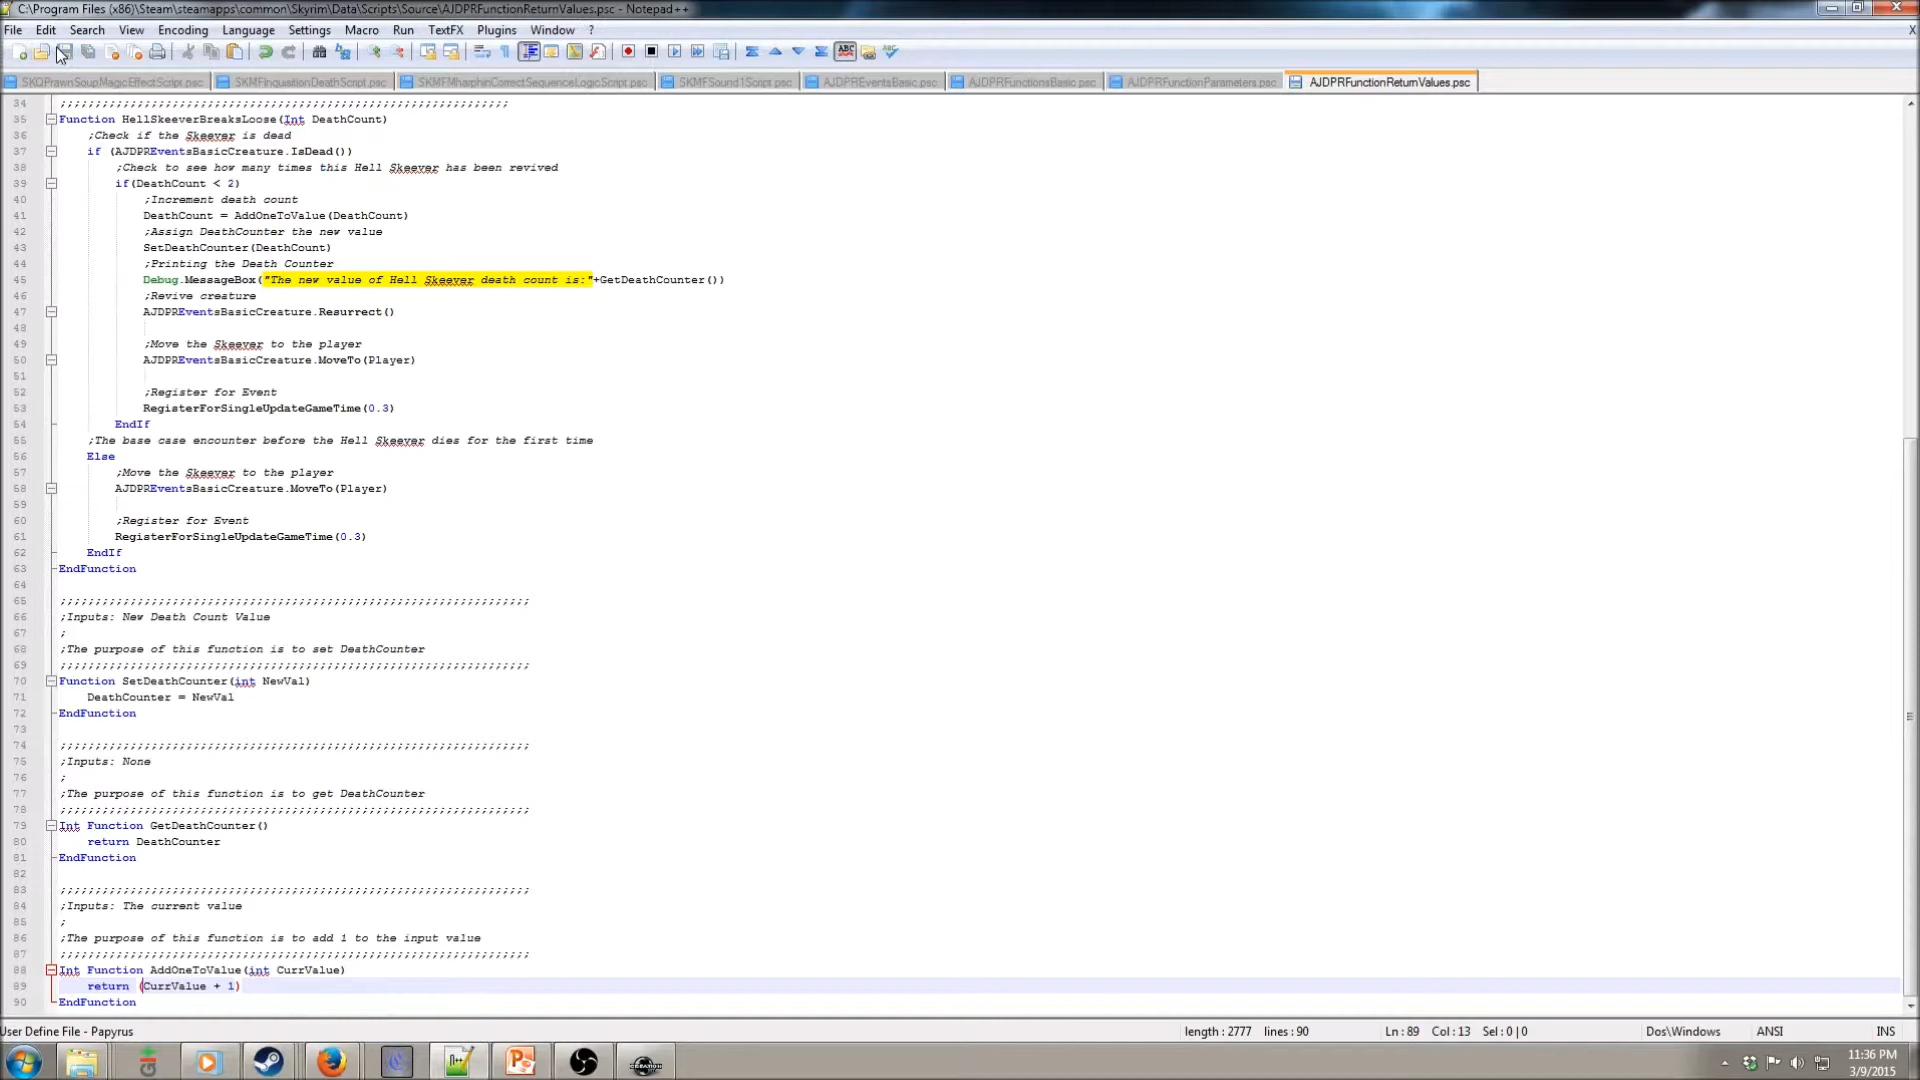 C:\Program Files (x86)\Steam\steamapps\common\Skyrim\Data\Scripts\Source\AJDPRFunctionReturnValues.psc - Notepad++
File Edit Search View Encoding Language Settings Macro Run TextFX Plugins Window ? X
SKQPrawnSoupMagicEffectScript.psc SKMFInquistionDeathScript.psc SKMFMharphinCorrectSequenceLogicScript.psc SKMFSound1Script.psc AJDPREventsBasic.psc AJDPRFunctionsBasic.psc AJDPRFunctionParameters.psc AJDPRFunctionReturnValues.psc
34 ;;;;;;;;;;;;;;;;;;;;;;;;;;;;;;;;;;;;;;;;;;;;;;;;;;;;;;;;;;;;;;;;
35 Function HellSkeeverBreaksLoose(Int DeathCount)
36 ;Check if the Skeever is dead
37 if (AJDPREventsBasicCreature.IsDead())
38 ;Check to see how many times this Hell Skeever has been revived
39 if(DeathCount < 2)
40 ;Increment death count
41 DeathCount = AddOneToValue(DeathCount)
42 ;Assign DeathCounter the new value
43 SetDeathCounter(DeathCount)
44 ;Printing the Death Counter
45 Debug.MessageBox("The new value of Hell Skeever death count is:"+GetDeathCounter())
46 ;Revive creature
47 AJDPREventsBasicCreature.Resurrect()
48
49 ;Move the Skeever to the player
50 AJDPREventsBasicCreature.MoveTo(Player)
51
52 ;Register for Event
53 RegisterForSingleUpdateGameTime(0.3)
54 EndIf
55 ;The base case encounter before the Hell Skeever dies for the first time
56 Else
57 ;Move the Skeever to the player
58 AJDPREventsBasicCreature.MoveTo(Player)
59
60 ;Register for Event
61 RegisterForSingleUpdateGameTime(0.3)
62 EndIf
63 EndFunction
64
65 ;;;;;;;;;;;;;;;;;;;;;;;;;;;;;;;;;;;;;;;;;;;;;;;;;;;;;;;;;;;;;;;;;;;
66 ;Inputs: New Death Count Value
67 ;
68 ;The purpose of this function is to set DeathCounter
69 ;;;;;;;;;;;;;;;;;;;;;;;;;;;;;;;;;;;;;;;;;;;;;;;;;;;;;;;;;;;;;;;;;;;
70 Function SetDeathCounter(int NewVal)
71 DeathCounter = NewVal
72 EndFunction
73
74 ;;;;;;;;;;;;;;;;;;;;;;;;;;;;;;;;;;;;;;;;;;;;;;;;;;;;;;;;;;;;;;;;;;;
75 ;Inputs: None
76 ;
77 ;The purpose of this function is to get DeathCounter
78 ;;;;;;;;;;;;;;;;;;;;;;;;;;;;;;;;;;;;;;;;;;;;;;;;;;;;;;;;;;;;;;;;;;;
79 Int Function GetDeathCounter()
80 return DeathCounter
81 EndFunction
82
83 ;;;;;;;;;;;;;;;;;;;;;;;;;;;;;;;;;;;;;;;;;;;;;;;;;;;;;;;;;;;;;;;;;;;
84 ;Inputs: The current value
85 ;
86 ;The purpose of this function is to add 1 to the input value
87 ;;;;;;;;;;;;;;;;;;;;;;;;;;;;;;;;;;;;;;;;;;;;;;;;;;;;;;;;;;;;;;;;;;;
88 Int Function AddOneToValue(int CurrValue)
89 return (CurrValue + 1)
90 EndFunction
User Define File - Papyrus length : 2777 lines : 90 Ln : 89 Col : 13 Sel : 0 | 0 Dos\Windows ANSI INS
11:36 PM
3/9/2015